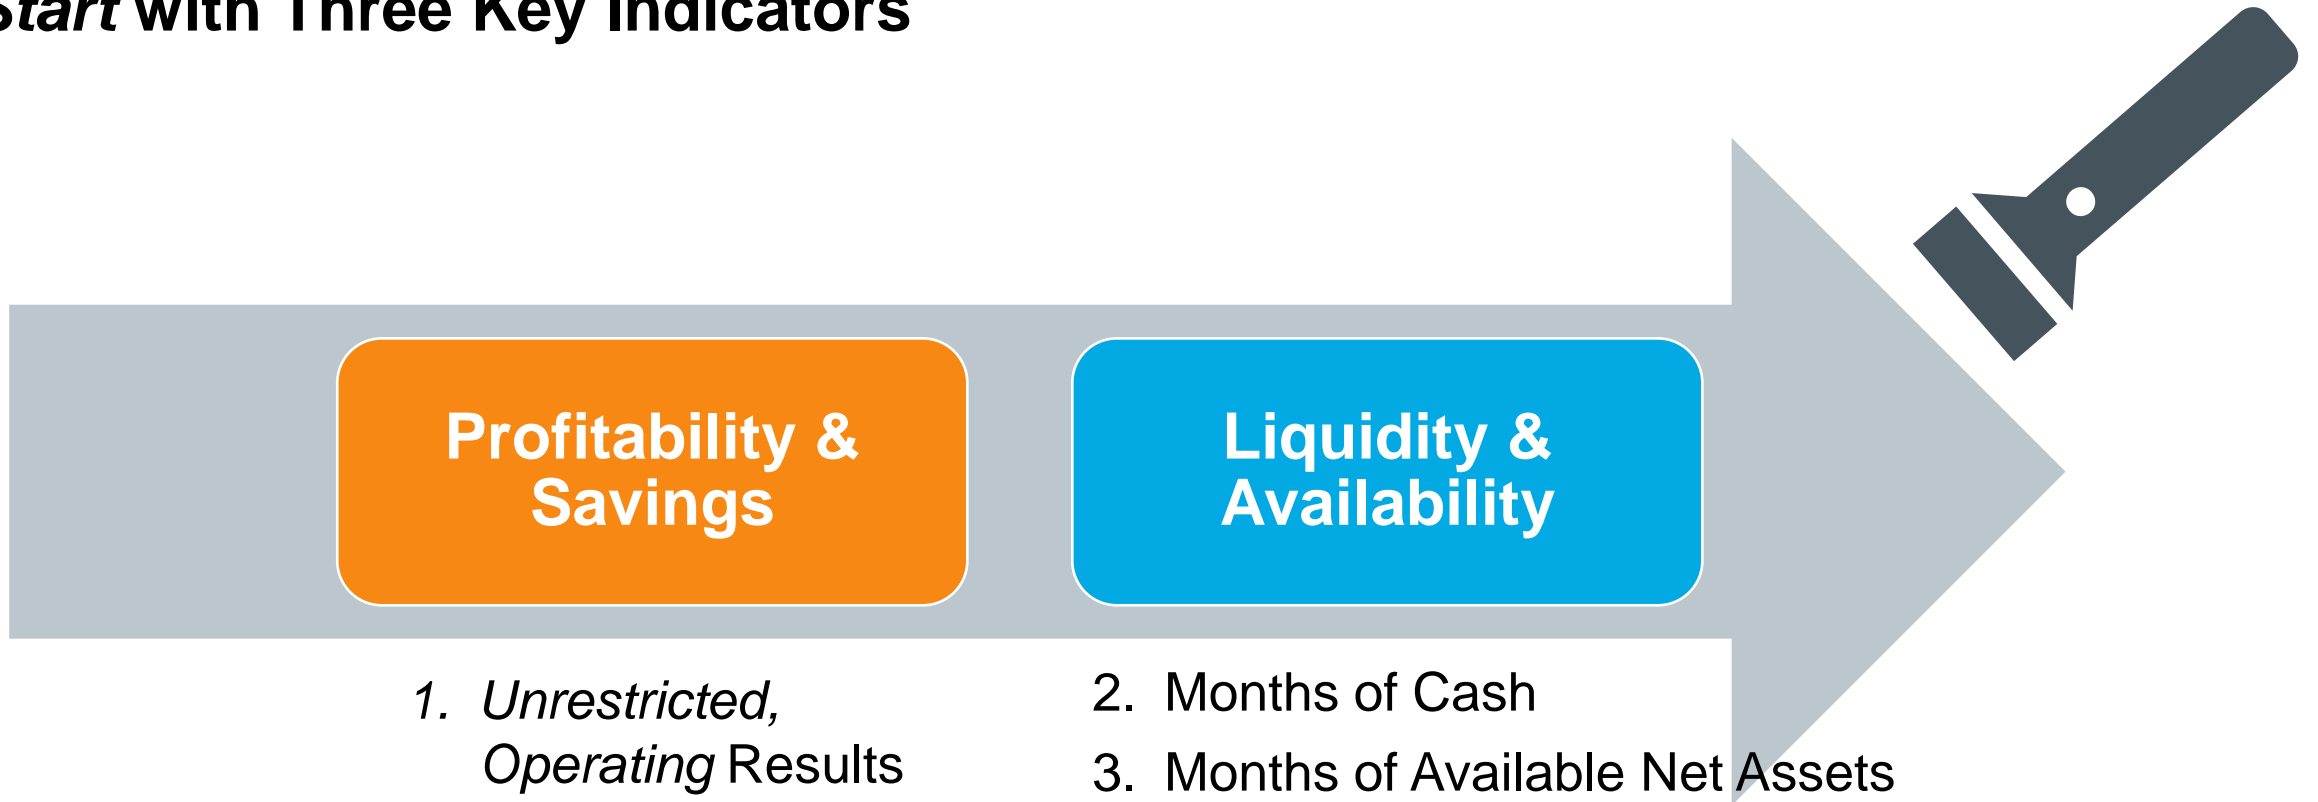 Start with Three Key Indicators
Profitability &
Savings
Liquidity &
Availability
1. Unrestricted,
Operating Results
2. Months of Cash
3. Months of Available Net Assets